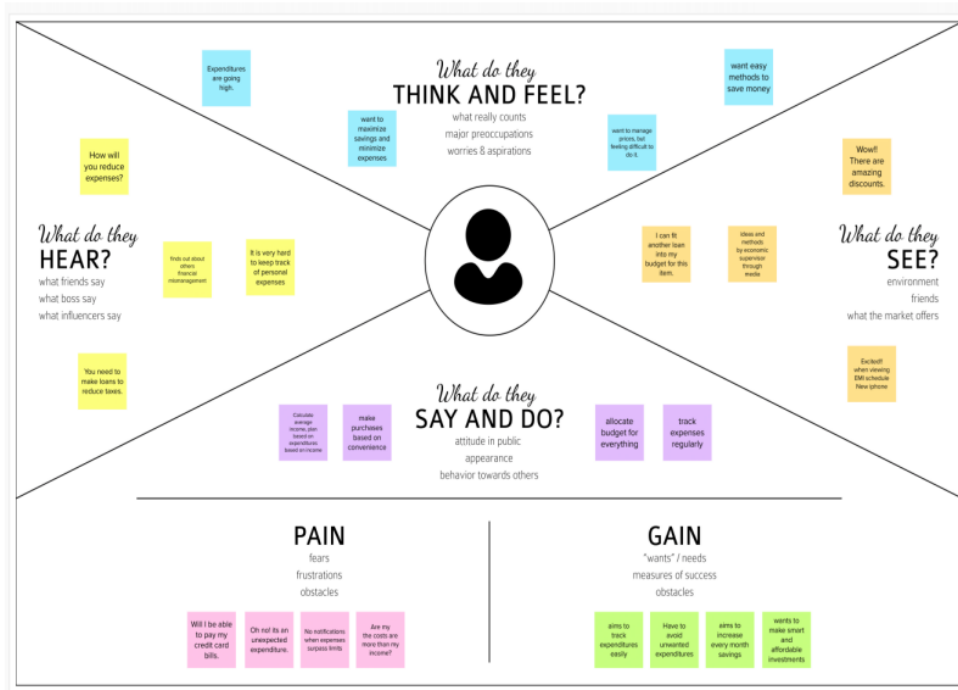 What do they
THINK AND FEEL?
what really counts
major preoccupations
worries & aspirations
Expenditures
are going
high.
want to
maximize
savings and
minimize
expenses
want to manage
prices, but
feeling difficult to
do it.
want easy
methods to
save money
What do they
HEAR?
what friends say
what boss say
what influencers say
How will
you reduce
expenses?
finds out about
others
financial
mismanagement
It is very hard
to keep track
of personal
expenses
You need to
make loans to
reduce taxes.
What do they
SEE?
environment
friends
what the market offers
Wow!!
There are
amazing
discounts.
I can fit
another loan
into my
budget for this
item.
Ideas and
methods
by economic
supervisor
through
media
Excited!!
when viewing
EMI schedule
New iphone
What do they
SAY AND DO?
attitude in public
appearance
behavior towards others
Calculate
average
income, plan
based on
expenditures
based on income
make
purchases
based on
convenience
allocate
budget for
everything
track
expenses
regularly
PAIN
fears
frustrations
obstacles
Will I be able
to pay my
credit card
bills.
Oh no! its an
unexpected
expenditure.
No notifications
when expenses
surpass limits
Are my
the costs are
more than my
income?
GAIN
"wants" / needs
measures of success
obstacles
aims to
track
expenditures
easily
Have to
avoid
unwanted
expenditures
aims to
increase
every month
savings
wants to
make smart
and
affordable
investments